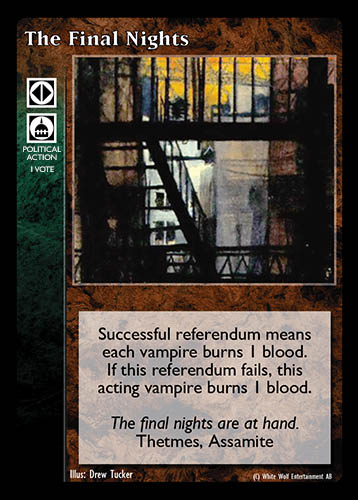 The Final Nights
POLITICAL
ACTION
1 VOTE
Successful referendum means
each vampire burns 1 blood.
If this referendum fails, this
acting vampire burns 1 blood.
The final nights are at hand.
Thetmes, Assamite
Illus: Drew Tucker
(C) White Wolf Entertainment AB